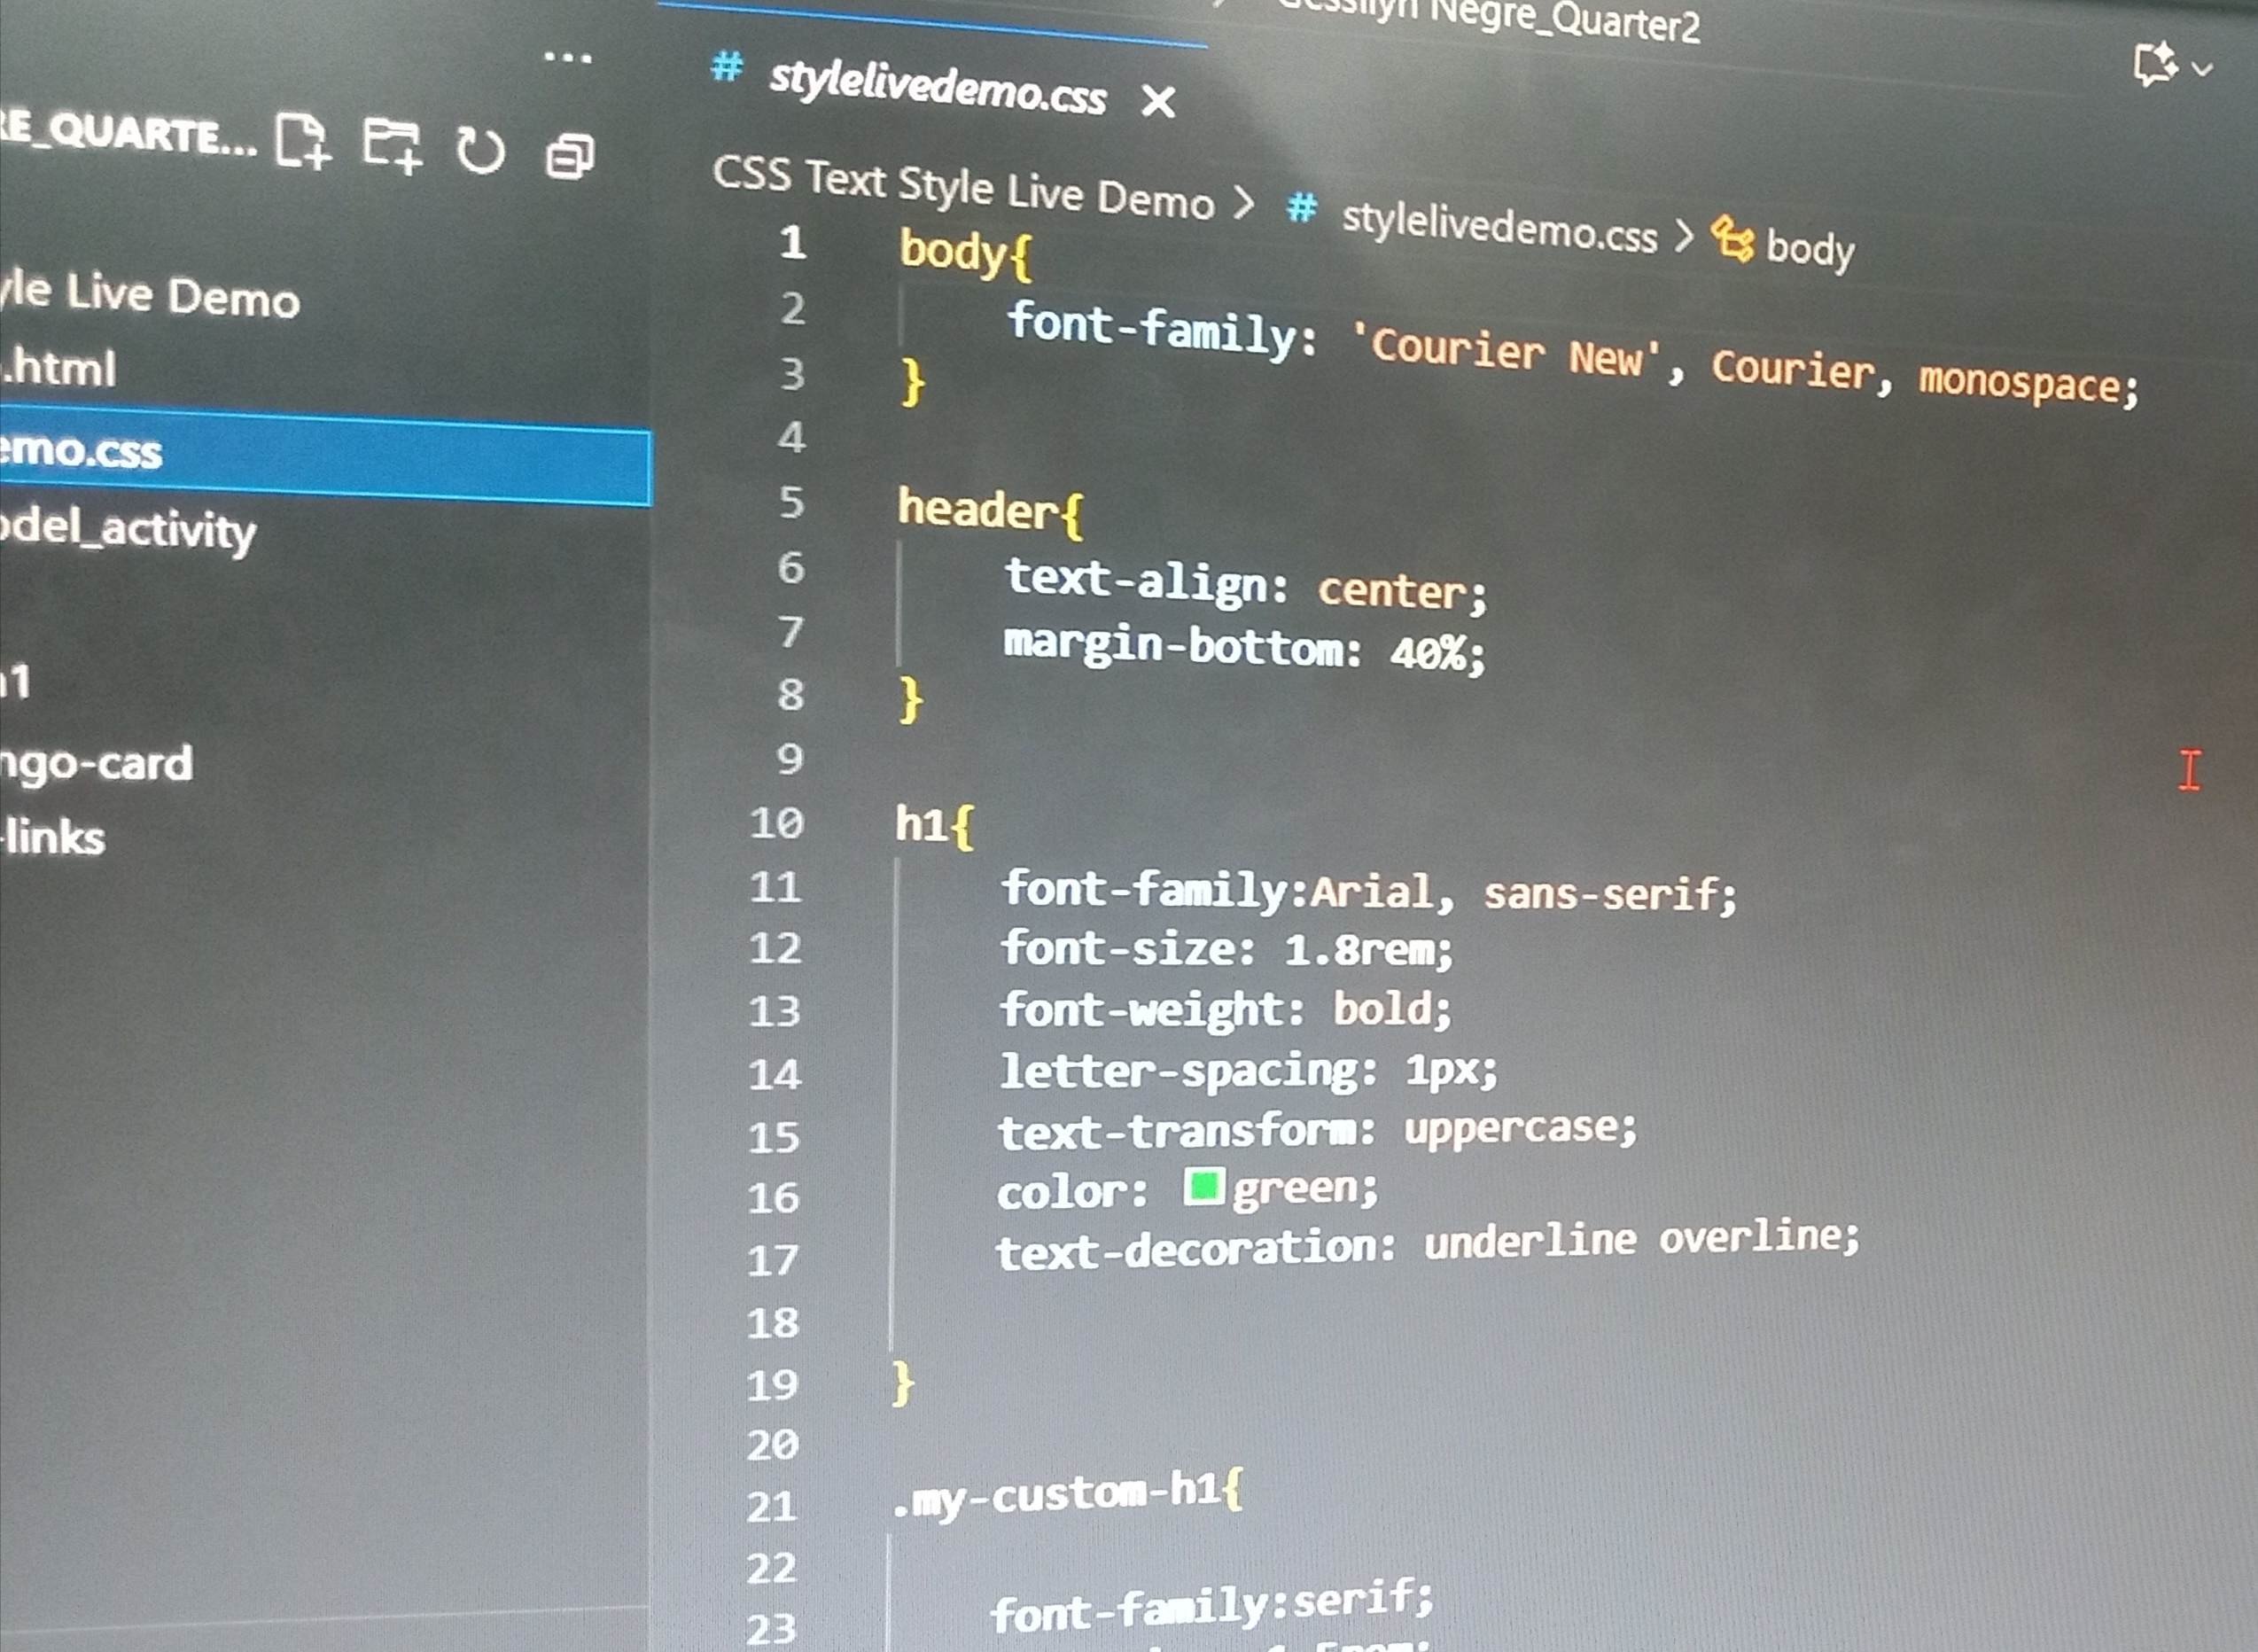 Negre_Quarter2
...
# stylelivedemo.css
RE_QUARTE...
CSS Text Style Live Demo > # stylelivedemo.css > body
yle Live Demo
.html
emo.css
odel_activity
h1
ngo-card
-links
1 body{
2 font-family: 'Courier New', Courier, monospace;
3 }
4
5 header{
6 text-align: center;
7 margin-bottom: 40%;
8 }
9
10 h1{
11 font-family:Arial, sans-serif;
12 font-size: 1.8rem;
13 font-weight: bold;
14 letter-spacing: 1px;
15 text-transform: uppercase;
16 color: green;
17 text-decoration: underline overline;
18
19 }
20
21 .my-custom-h1{
22
23 font-family:serif;